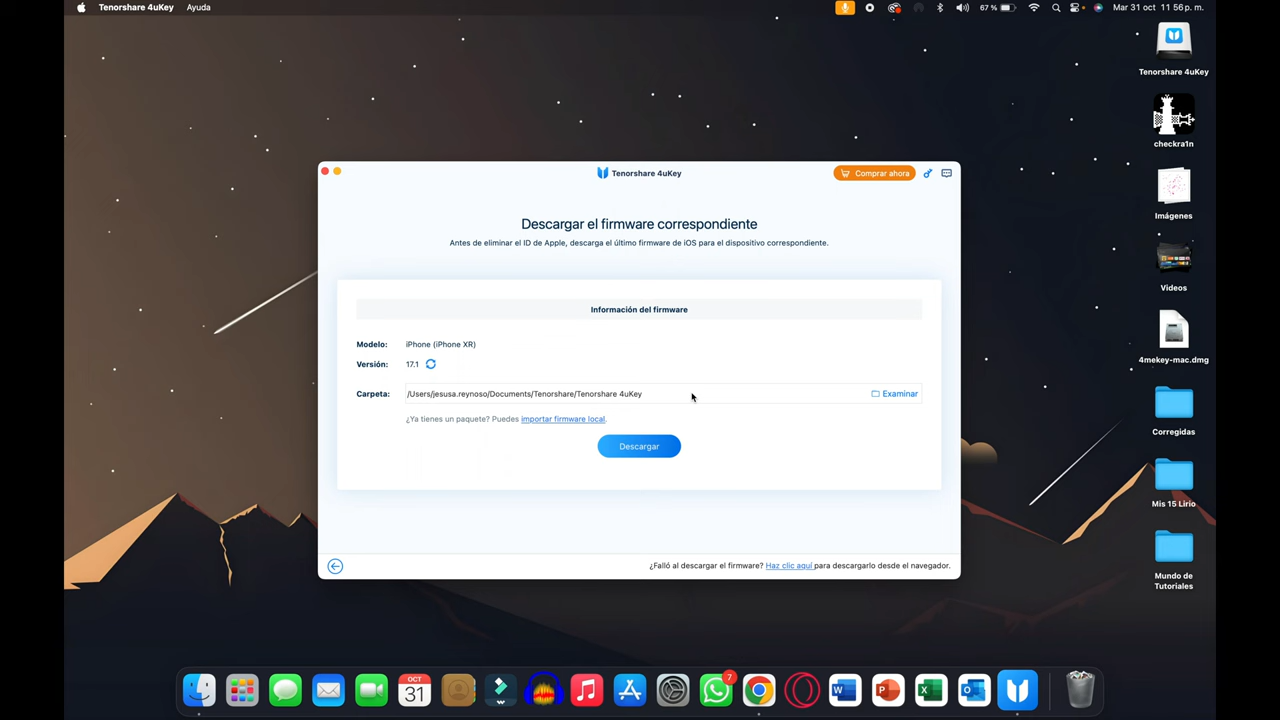 Tenorshare 4uKey Ayuda
67 % Mar 31 oct 11 56 p. m.
Tenorshare 4uKey
checkra1n
Imágenes
Videos
4mekey-mac.dmg
Corregidas
Mis 15 Lirio
Mundo de
Tutoriales
Tenorshare 4uKey
Comprar ahora
Descargar el firmware correspondiente
Antes de eliminar el ID de Apple, descarga el último firmware de iOS para el dispositivo correspondiente.
Información del firmware
Modelo: iPhone (iPhone XR)
Versión: 17.1
Carpeta: /Users/jesusa.reynoso/Documents/Tenorshare/Tenorshare 4uKey Examinar
¿Ya tienes un paquete? Puedes importar firmware local.
Descargar
¿Falló al descargar el firmware? Haz clic aquí para descargarlo desde el navegador.
OCT
31
7
W
P
X
O